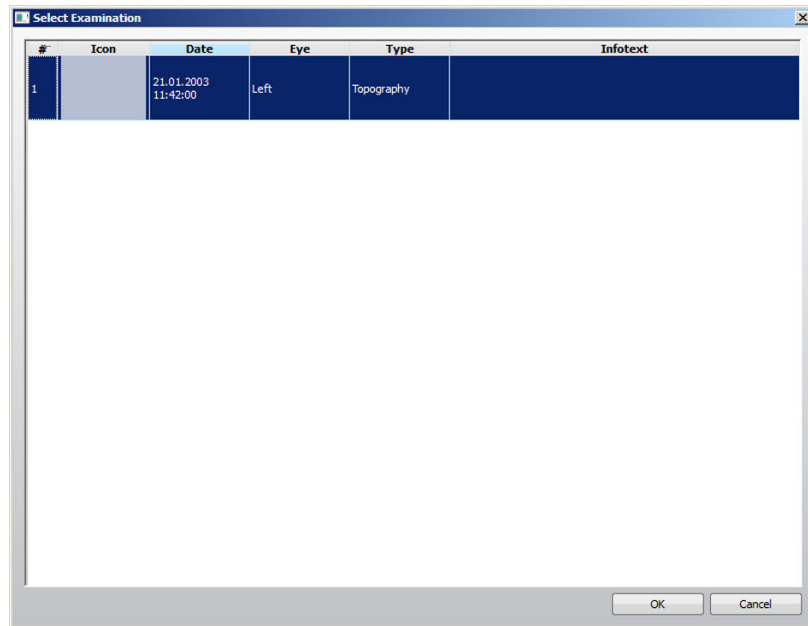 Select Examination
# Icon Date Eye Type Infotext
1 21.01.2003 11:42:00 Left Topography
OK Cancel